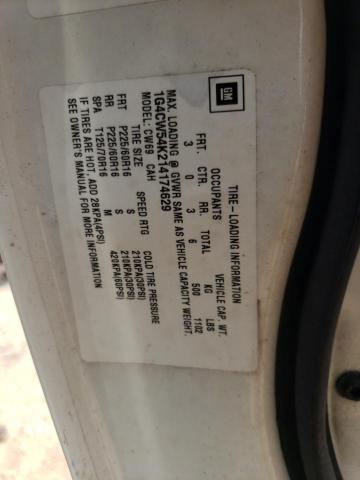 GM
TIRE-LOADING INFORMATION
OCCUPANTS VEHICLE CAP. WT.
FRT. CTR. RR. TOTAL KG LBS
3 0 3 6 500 1102
MAX. LOADING @ GVWR SAME AS VEHICLE CAPACITY WEIGHT.
1G4CW54K214174629
MODEL: CW69 CAH
TIRE SIZE SPEED RTG COLD TIRE PRESSURE
FRT P225/60R16 S 210KPA(30PSI)
RR P225/60R16 S 210KPA(30PSI)
SPA T125/70R16 M 420KPA(60PSI)
IF TIRES ARE HOT, ADD 28KPA(4PSI)
SEE OWNER'S MANUAL FOR MORE INFORMATION